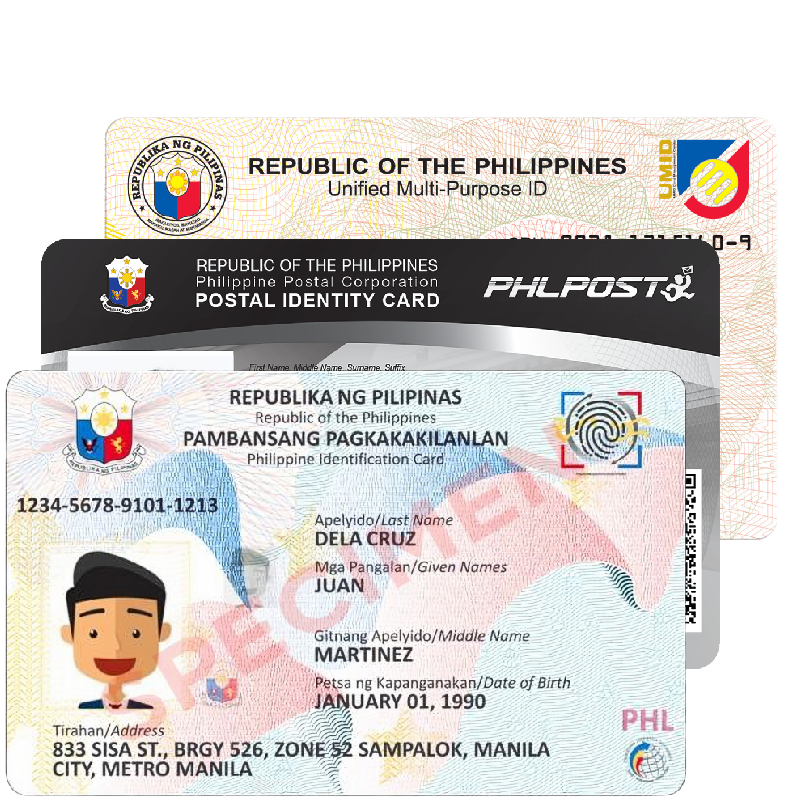 REPUBLIKA NG PILIPINAS
REPUBLIC OF THE PHILIPPINES
Unified Multi-Purpose ID
UMID
REPUBLIC OF THE PHILIPPINES
Philippine Postal Corporation
POSTAL IDENTITY CARD
PHLPOST
First Name, Middle Name, Surname, Suffix
REPUBLIKA NG PILIPINAS
Republic of the Philippines
PAMBANSANG PAGKAKAKILANLAN
Philippine Identification Card
1234-5678-9101-1213
SPECIMEN
Apelyido/Last Name
DELA CRUZ
Mga Pangalan/Given Names
JUAN
Gitnang Apelyido/Middle Name
MARTINEZ
Petsa ng Kapanganakan/Date of Birth
JANUARY 01, 1990
PHL
Tirahan/Address
833 SISA ST., BRGY 526, ZONE 52 SAMPALOK, MANILA
CITY, METRO MANILA